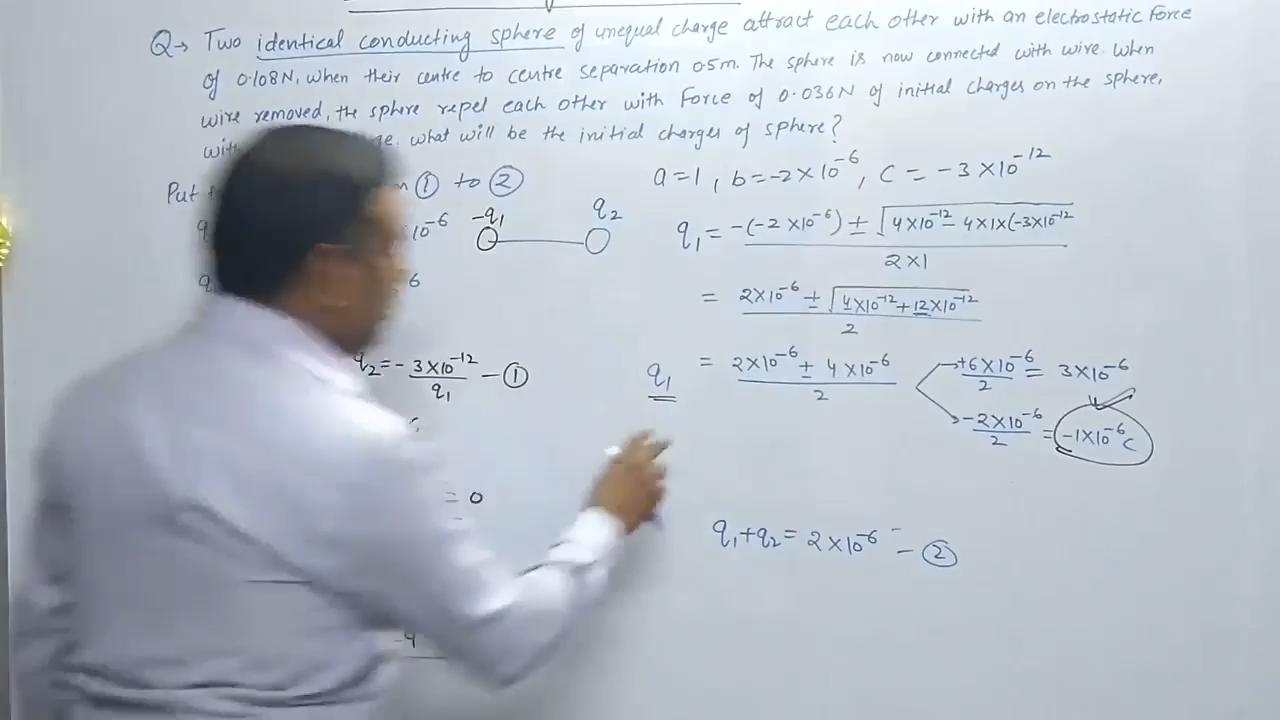 Q→ Two identical conducting sphere of unequal charge attract each other with an electrostatic force
of 0.108N, when their centre to centre separation 0.5m. The sphere is now connected with wire. When
wire removed, the sphere repel each other with Force of 0.036N of initial charges on the sphere,
with what will be the initial charges of sphere?
Put ① to ②
10⁻⁶
6
-q₁ q₂
q₂ = - 3×10⁻¹² / q₁ — ①
= 0
-4
a=1, b=-2×10⁻⁶, c=-3×10⁻¹²
q₁ = -(-2×10⁻⁶) ± √4×10⁻¹² - 4×1×(-3×10⁻¹² / 2×1
= 2×10⁻⁶ ± √4×10⁻¹²+12×10⁻¹² / 2
q₁ = 2×10⁻⁶ ± 4×10⁻⁶ / 2
+6×10⁻⁶ / 2 = 3×10⁻⁶
-2×10⁻⁶ / 2 = -1×10⁻⁶C
q₁+q₂ = 2×10⁻⁶ — ②